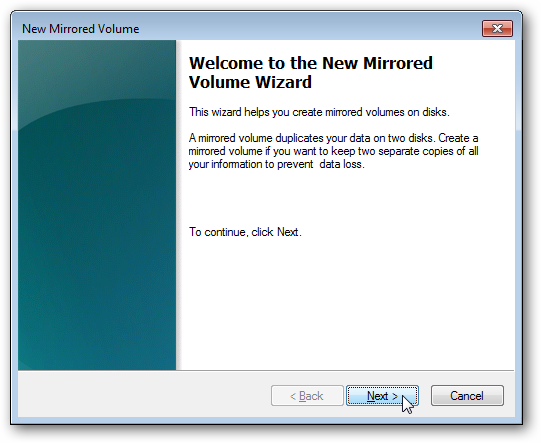 New Mirrored Volume
Welcome to the New Mirrored
Volume Wizard
This wizard helps you create mirrored volumes on disks.
A mirrored volume duplicates your data on two disks. Create a
mirrored volume if you want to keep two separate copies of all
your information to prevent  data loss.
To continue, click Next.
< Back
Next >
Cancel